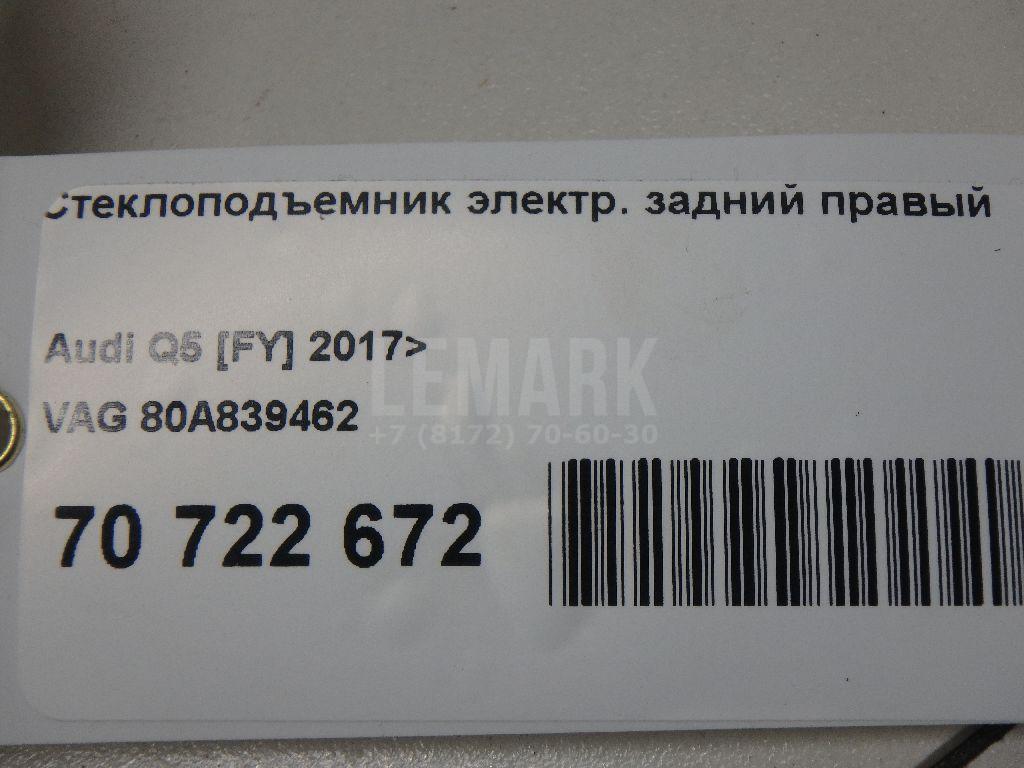 Стеклоподъемник электр. задний правый
Audi Q5 [FY] 2017>
VAG 80A839462
LEMARK
+7 (8172) 70-60-30
70 722 672